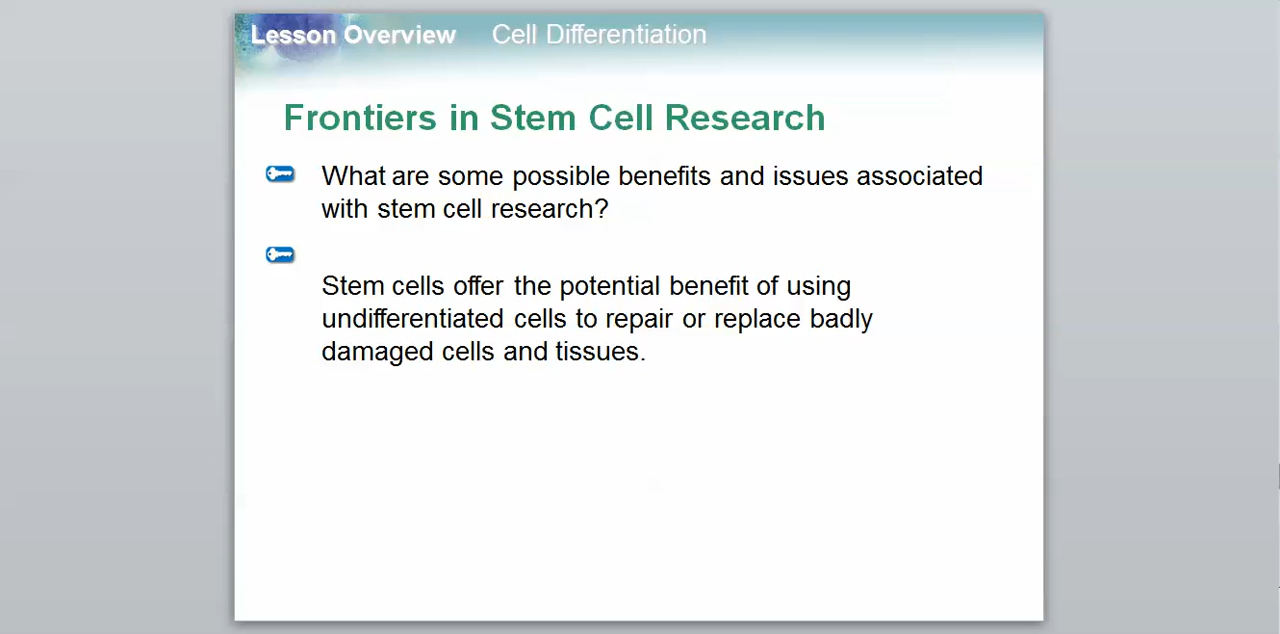 Lesson Overview Cell Differentiation
Frontiers in Stem Cell Research
What are some possible benefits and issues associated
with stem cell research?
Stem cells offer the potential benefit of using
undifferentiated cells to repair or replace badly
damaged cells and tissues.